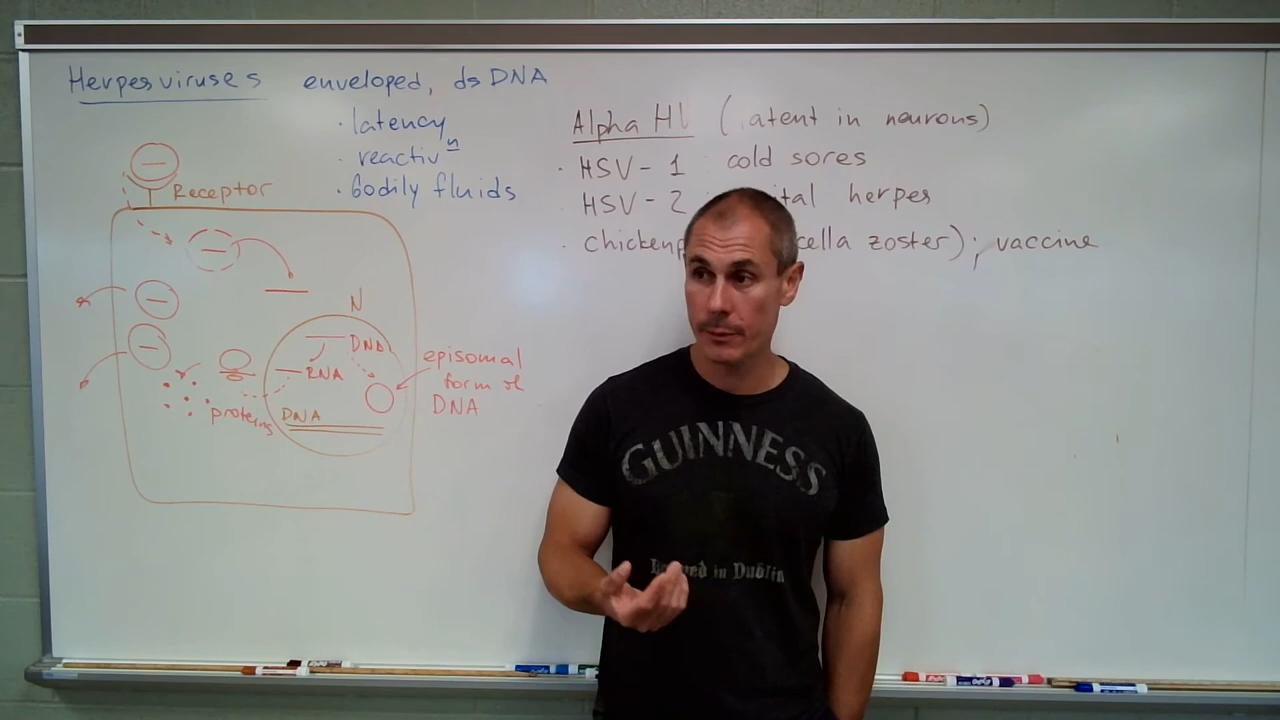 Herpesviruses enveloped, ds DNA
· latency
· reactivⁿ
· Bodily fluids
Alpha HV (latent in neurons)
· HSV - 1 : cold sores
HSV - 2 herpes
· zoster) ; vaccine
Receptor
N
DNA
RNA
proteins
DNA
episomal
form of
DNA
GUINNESS
in Dublin